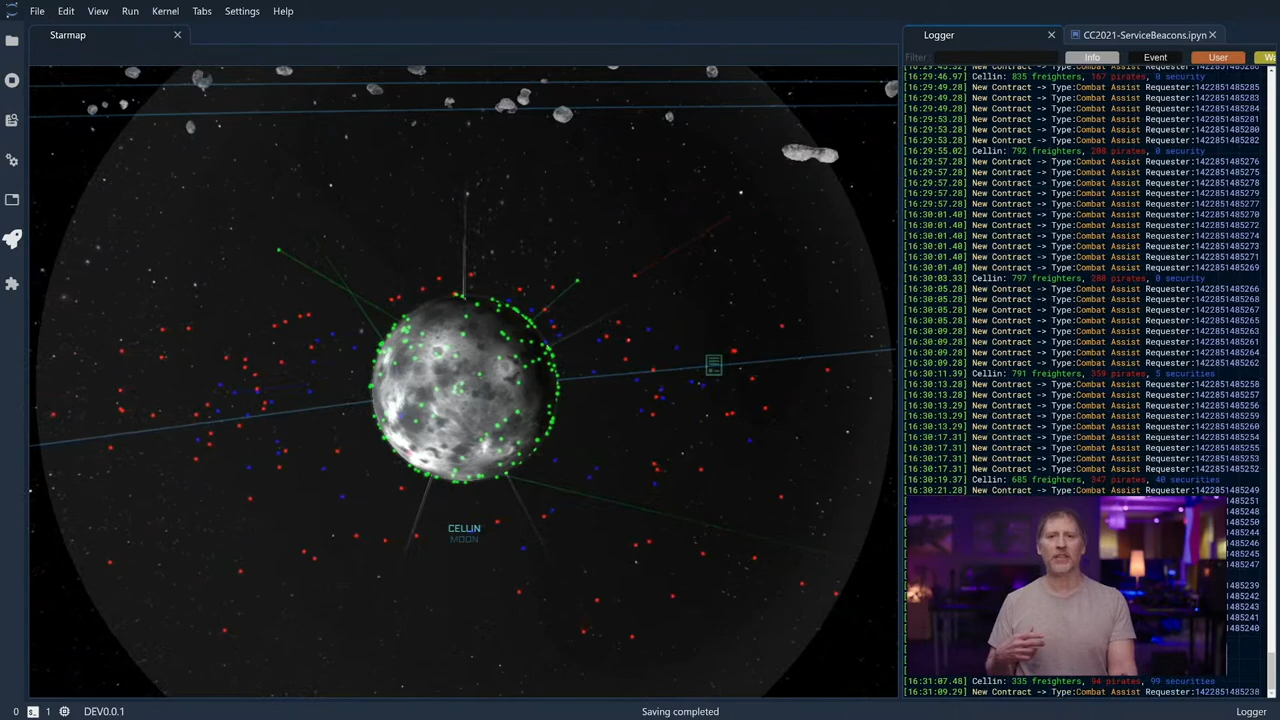 File Edit View Run Kernel Tabs Settings Help
Starmap
Logger
CC2021-ServiceBeacons.ipyn
Filter: Info Event User Wa
[16:29:46.97] Cellin: 835 freighters, 167 pirates, 0 security
[16:29:49.28] New Contract -> Type:Combat Assist Requester:1422851485285
[16:29:49.28] New Contract -> Type:Combat Assist Requester:1422851485283
[16:29:49.28] New Contract -> Type:Combat Assist Requester:1422851485284
[16:29:53.28] New Contract -> Type:Combat Assist Requester:1422851485281
[16:29:53.28] New Contract -> Type:Combat Assist Requester:1422851485280
[16:29:53.28] New Contract -> Type:Combat Assist Requester:1422851485282
[16:29:55.02] Cellin: 792 freighters, 288 pirates, 0 security
[16:29:57.28] New Contract -> Type:Combat Assist Requester:1422851485276
[16:29:57.28] New Contract -> Type:Combat Assist Requester:1422851485275
[16:29:57.28] New Contract -> Type:Combat Assist Requester:1422851485278
[16:29:57.28] New Contract -> Type:Combat Assist Requester:1422851485279
[16:29:57.28] New Contract -> Type:Combat Assist Requester:1422851485277
[16:30:01.40] New Contract -> Type:Combat Assist Requester:1422851485270
[16:30:01.40] New Contract -> Type:Combat Assist Requester:1422851485272
[16:30:01.40] New Contract -> Type:Combat Assist Requester:1422851485274
[16:30:01.40] New Contract -> Type:Combat Assist Requester:1422851485273
[16:30:01.40] New Contract -> Type:Combat Assist Requester:1422851485271
[16:30:01.40] New Contract -> Type:Combat Assist Requester:1422851485269
[16:30:03.33] Cellin: 797 freighters, 288 pirates, 0 security
[16:30:05.28] New Contract -> Type:Combat Assist Requester:1422851485266
[16:30:05.28] New Contract -> Type:Combat Assist Requester:1422851485268
[16:30:05.28] New Contract -> Type:Combat Assist Requester:1422851485267
[16:30:05.28] New Contract -> Type:Combat Assist Requester:1422851485265
[16:30:09.28] New Contract -> Type:Combat Assist Requester:1422851485263
[16:30:09.28] New Contract -> Type:Combat Assist Requester:1422851485261
[16:30:09.28] New Contract -> Type:Combat Assist Requester:1422851485264
[16:30:09.28] New Contract -> Type:Combat Assist Requester:1422851485262
[16:30:11.39] Cellin: 791 freighters, 359 pirates, 5 securities
[16:30:13.28] New Contract -> Type:Combat Assist Requester:1422851485258
[16:30:13.28] New Contract -> Type:Combat Assist Requester:1422851485257
[16:30:13.29] New Contract -> Type:Combat Assist Requester:1422851485259
[16:30:13.29] New Contract -> Type:Combat Assist Requester:1422851485256
[16:30:13.29] New Contract -> Type:Combat Assist Requester:1422851485260
[16:30:17.31] New Contract -> Type:Combat Assist Requester:1422851485254
[16:30:17.31] New Contract -> Type:Combat Assist Requester:1422851485255
[16:30:17.31] New Contract -> Type:Combat Assist Requester:1422851485253
[16:30:17.31] New Contract -> Type:Combat Assist Requester:1422851485252
[16:30:19.37] Cellin: 685 freighters, 347 pirates, 40 securities
[16:30:21.28] New Contract -> Type:Combat Assist Requester:1422851485249
485251
485248
485250
485244
485246
485245
485247
485239
485242
485243
485241
485240
[16:31:07.48] Cellin: 335 freighters, 94 pirates, 99 securities
[16:31:09.29] New Contract -> Type:Combat Assist Requester:1422851485238
CELLIN
MOON
0 1 DEV0.0.1 Saving completed Logger